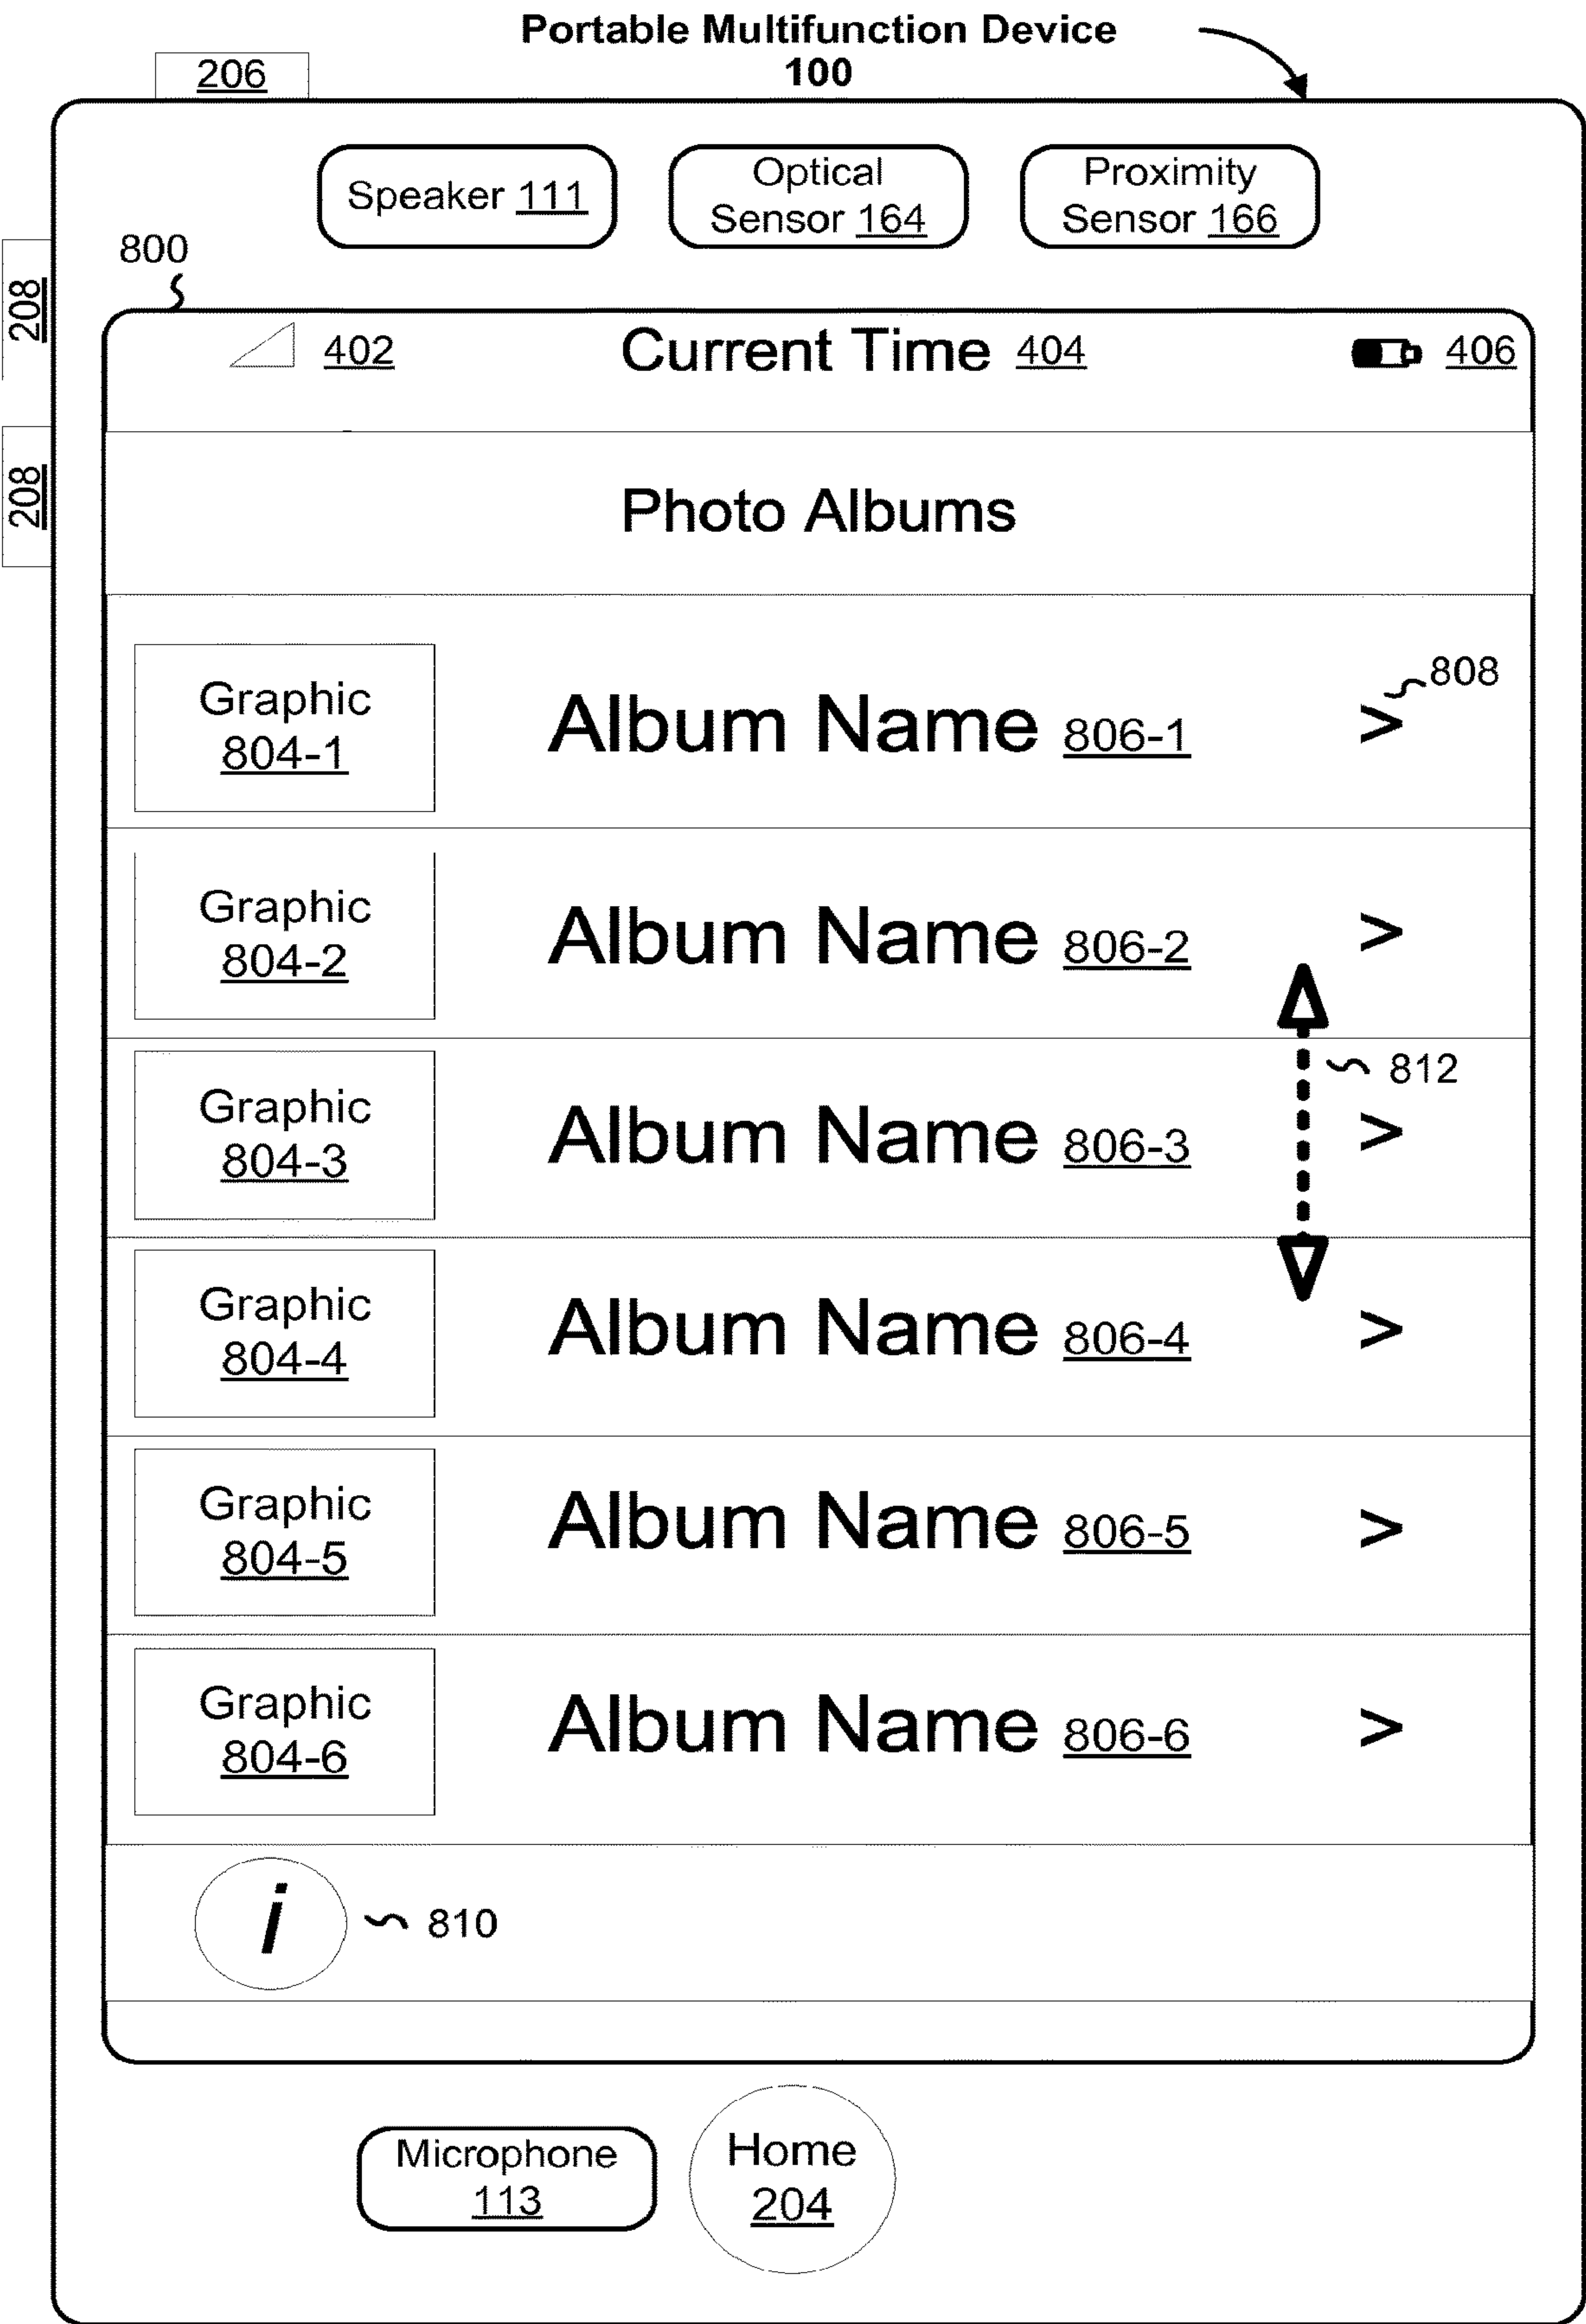 Portable Multifunction Device
100
206
Speaker 111
Optical
Sensor 164
Proximity
Sensor 166
800
208
402
Current Time 404
406
208
Photo Albums
Graphic
804-1
Album Name 806-1
>
808
Graphic
804-2
Album Name 806-2
>
812
Graphic
804-3
Album Name 806-3
>
Graphic
804-4
Album Name 806-4
>
Graphic
804-5
Album Name 806-5
>
Graphic
804-6
Album Name 806-6
>
i
810
Microphone
113
Home
204